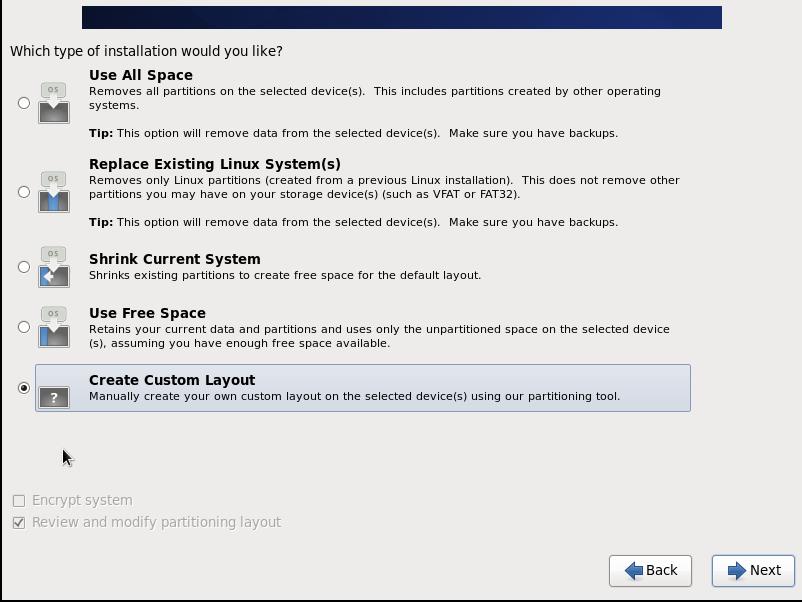 Which type of installation would you like?
OS
Use All Space
Removes all partitions on the selected device(s).  This includes partitions created by other operating
systems.
Tip: This option will remove data from the selected device(s).  Make sure you have backups.
OS
Replace Existing Linux System(s)
Removes only Linux partitions (created from a previous Linux installation).  This does not remove other
partitions you may have on your storage device(s) (such as VFAT or FAT32).
Tip: This option will remove data from the selected device(s).  Make sure you have backups.
OS
Shrink Current System
Shrinks existing partitions to create free space for the default layout.
OS
Use Free Space
Retains your current data and partitions and uses only the unpartitioned space on the selected device
(s), assuming you have enough free space available.
?
Create Custom Layout
Manually create your own custom layout on the selected device(s) using our partitioning tool.
Encrypt system
Review and modify partitioning layout
Back
Next